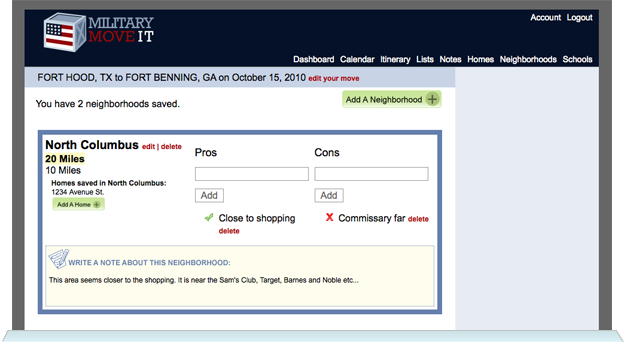 MILITARY
MOVE IT
Account Logout
Dashboard Calendar Itinerary Lists Notes Homes Neighborhoods Schools
FORT HOOD, TX to FORT BENNING, GA on October 15, 2010 edit your move
You have 2 neighborhoods saved.
Add A Neighborhood
North Columbus edit | delete
20 Miles
10 Miles
Homes saved in North Columbus:
1234 Avenue St.
Add A Home
Pros
Add
Close to shopping
delete
Cons
Add
Commissary far delete
WRITE A NOTE ABOUT THIS NEIGHBORHOOD:
This area seems closer to the shopping. It is near the Sam's Club, Target, Barnes and Noble etc...